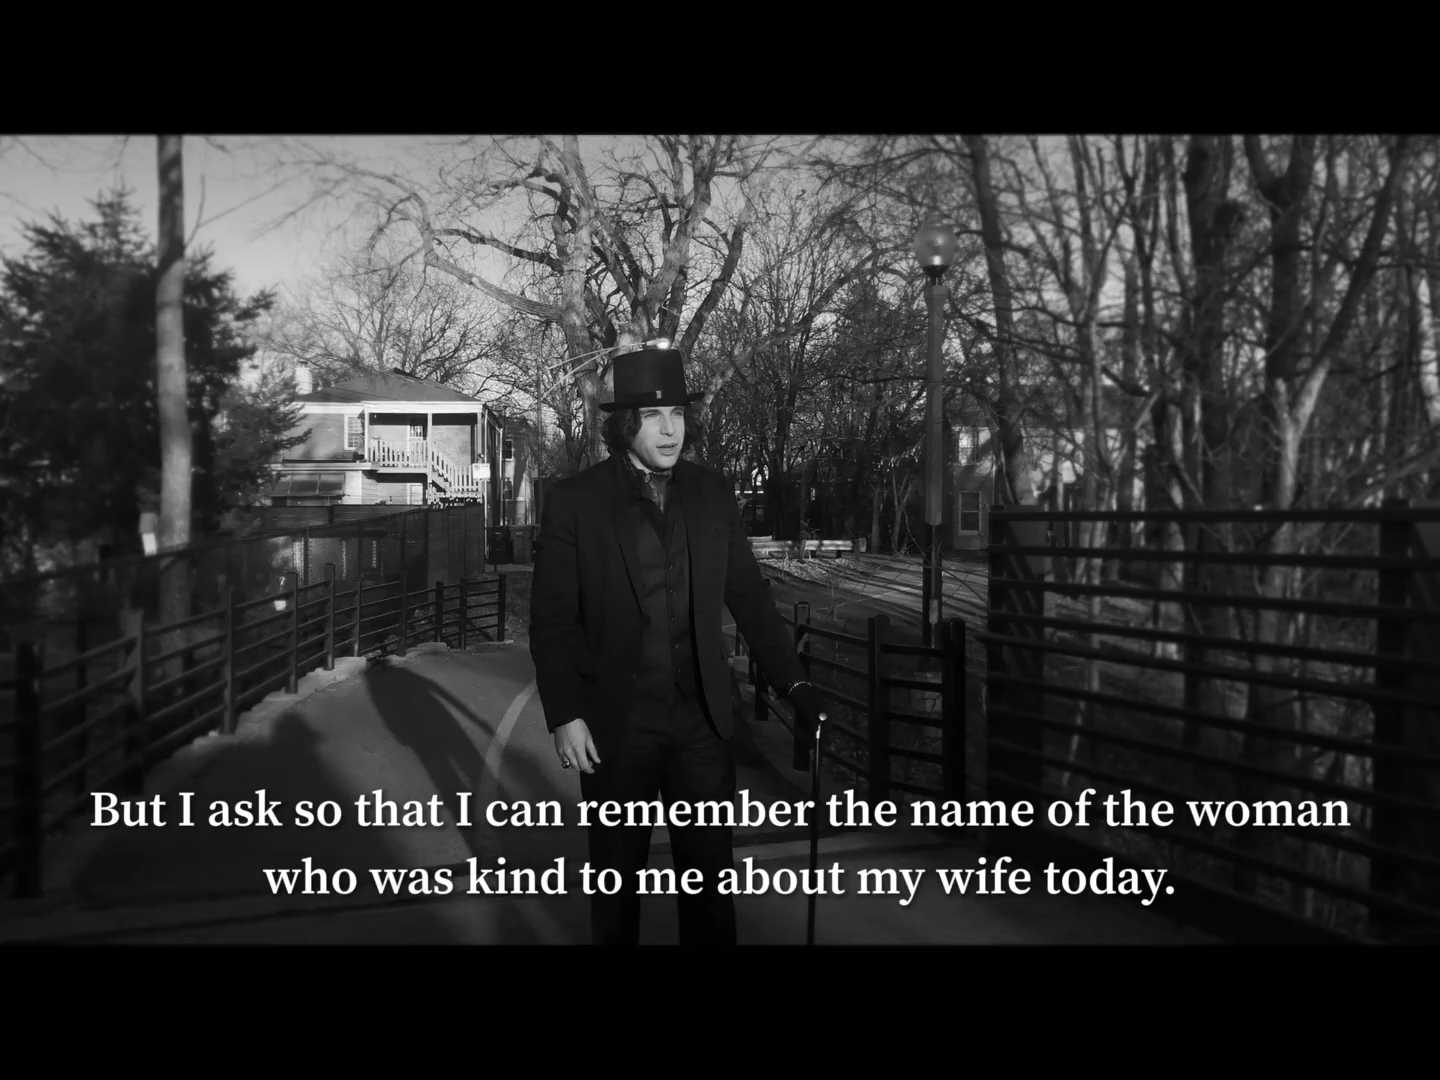 But I ask so that I can remember the name of the woman
who was kind to me about my wife today.